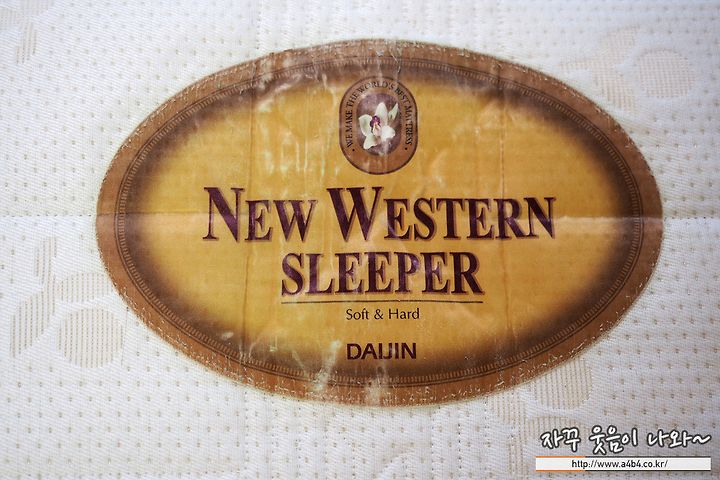 · WE MAKE THE WORLD'S BEST MATTRESS ·
NEW WESTERN
SLEEPER
Soft & Hard
DAIJIN
자꾸 웃음이 나와~
http://www.a4b4.co.kr/